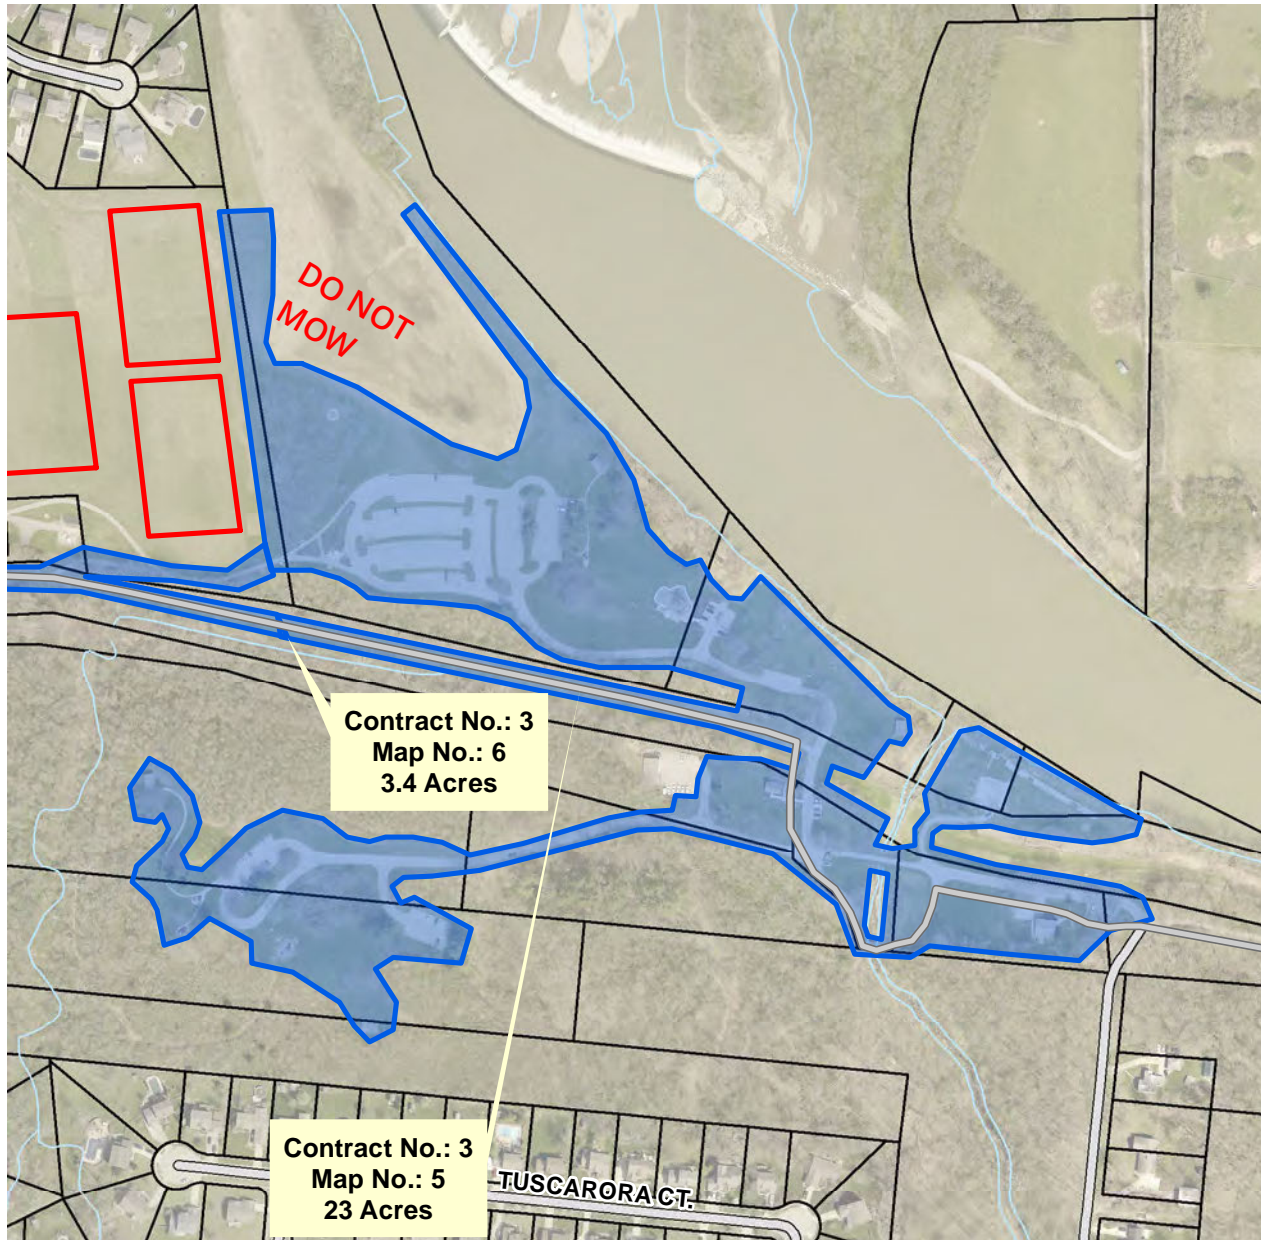 DO NOT
MOW
Contract No.: 3
Map No.: 6
3.4 Acres
Contract No.: 3
Map No.: 5
23 Acres
TUSCARORA CT.